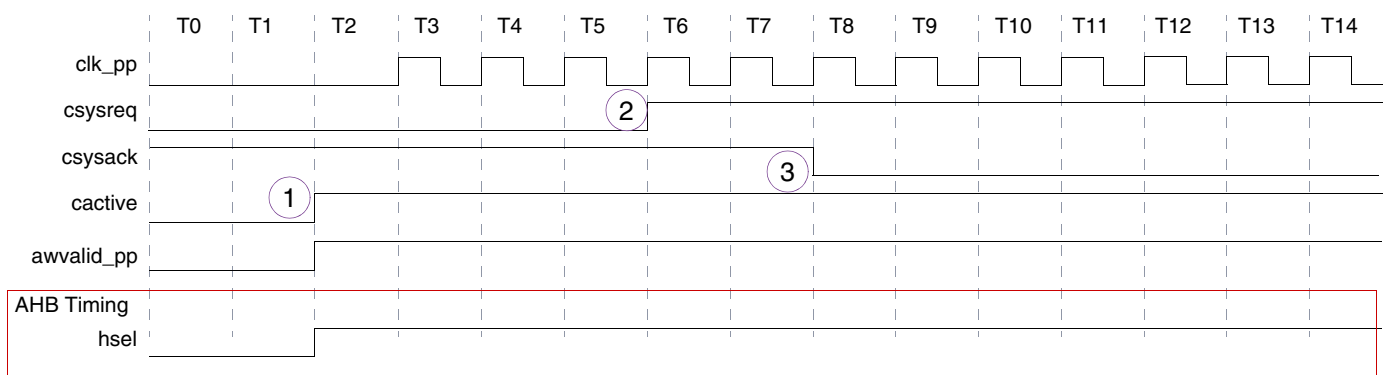 T0 T1 T2 T3 T4 T5 T6 T7 T8 T9 T10 T11 T12 T13 T14
clk_pp
csysreq
2
csysack
3
cactive
1
awvalid_pp
AHB Timing
hsel